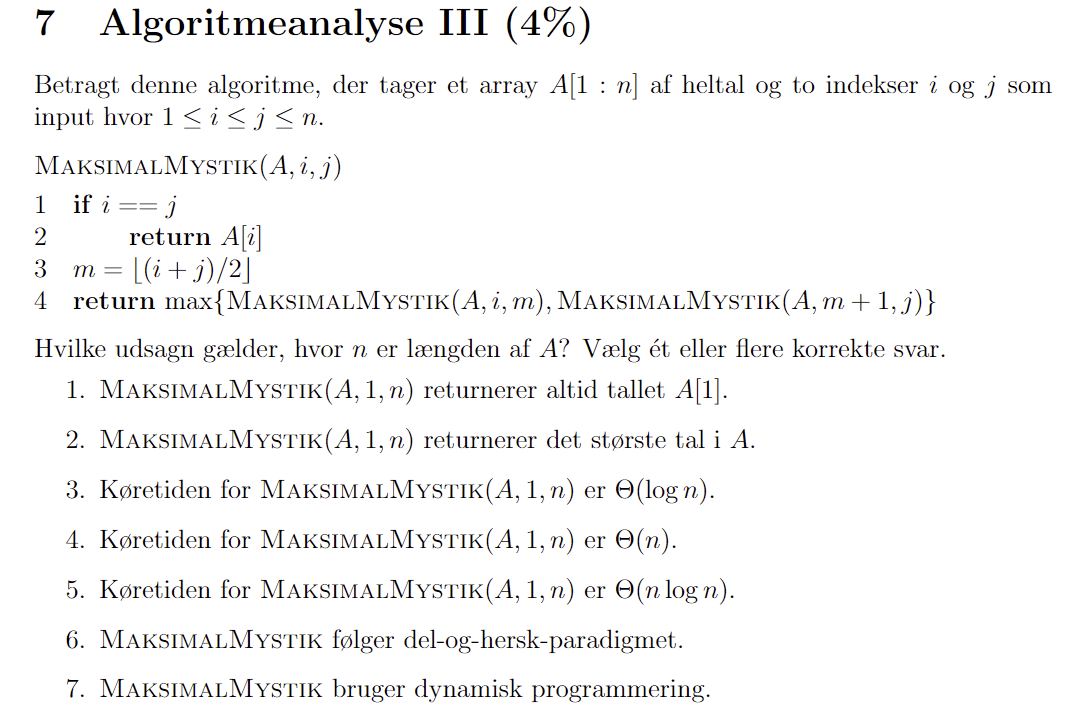 7 Algoritmeanalyse III (4%)
Betragt denne algoritme, der tager et array A[1 : n] af heltal og to indekser i og j som
input hvor 1 ≤ i ≤ j ≤ n.
MAKSIMALMYSTIK(A, i, j)
1 if i == j
2 return A[i]
3 m = ⌊(i + j)/2⌋
4 return max{MAKSIMALMYSTIK(A, i, m), MAKSIMALMYSTIK(A, m + 1, j)}
Hvilke udsagn gælder, hvor n er længden af A? Vælg ét eller flere korrekte svar.
1. MAKSIMALMYSTIK(A, 1, n) returnerer altid tallet A[1].
2. MAKSIMALMYSTIK(A, 1, n) returnerer det største tal i A.
3. Køretiden for MAKSIMALMYSTIK(A, 1, n) er Θ(log n).
4. Køretiden for MAKSIMALMYSTIK(A, 1, n) er Θ(n).
5. Køretiden for MAKSIMALMYSTIK(A, 1, n) er Θ(n log n).
6. MAKSIMALMYSTIK følger del-og-hersk-paradigmet.
7. MAKSIMALMYSTIK bruger dynamisk programmering.